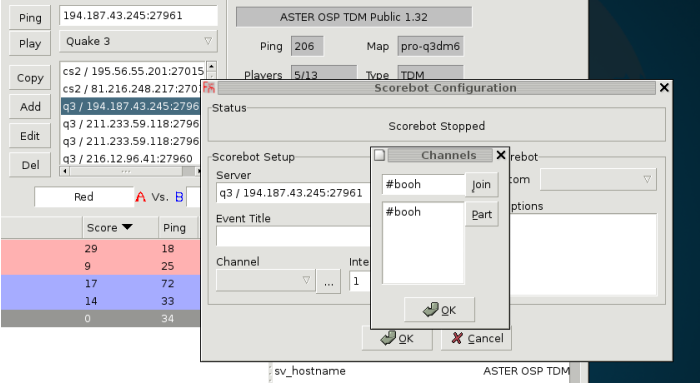 Ping
194.187.43.245:27961
ASTER OSP TDM Public 1.32
Play
Quake 3
Ping 206 Map pro-q3dm6
Players 5/13 Type TDM
Copy
Add
Edit
Del
cs2 / 195.56.55.201:27015
cs2 / 81.216.248.217:270
q3 / 194.187.43.245:2796
q3 / 211.233.59.118:2796
q3 / 211.233.59.118:2796
q3 / 216.12.96.41:27960
Red A Vs. B
Score Ping
29 18
9 25
17 72
14 33
0 34
Scorebot Configuration
Status
Scorebot Stopped
Scorebot Setup
Server
q3 / 194.187.43.245:27961
Event Title
Channel
...
Inte
1
rebot
om
ptions
Channels
#booh
Join
#booh
Part
OK
OK
Cancel
sv_hostname ASTER OSP TDM